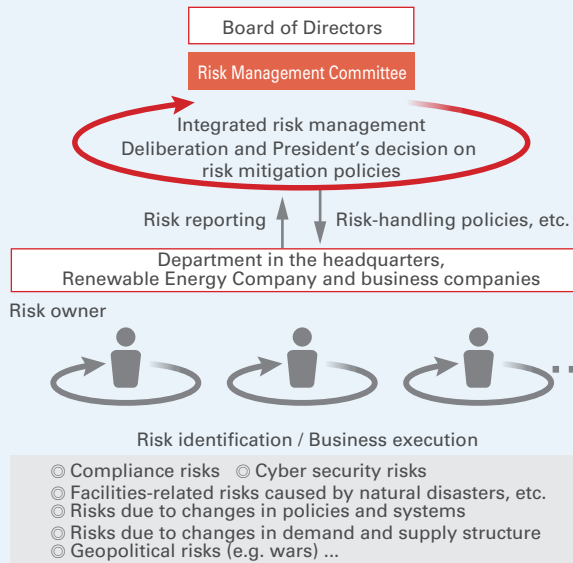 Board of Directors
Risk Management Committee
Integrated risk management
Deliberation and President's decision on
risk mitigation policies
Risk reporting
Risk-handling policies, etc.
Department in the headquarters,
Renewable Energy Company and business companies
Risk owner
Risk identification / Business execution
◎ Compliance risks ◎ Cyber security risks
◎ Facilities-related risks caused by natural disasters, etc.
◎ Risks due to changes in policies and systems
◎ Risks due to changes in demand and supply structure
◎ Geopolitical risks (e.g. wars) ...